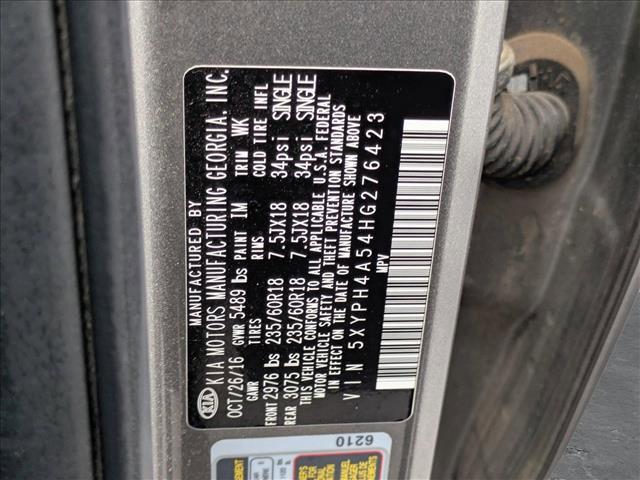 KIA
MANUFACTURED BY
KIA MOTORS MANUFACTURING GEORGIA, INC.
OCT/26/16 GVWR 5489 lbs PAINT IM TRIM WK
GAWR TIRES RIMS COLD TIRE INFL
FRONT 2976 lbs 235/60R18 7.5JX18 34psi SINGLE
REAR 3075 lbs 235/60R18 7.5JX18 34psi SINGLE
THIS VEHICLE CONFORMS TO ALL APPLICABLE U.S.A. FEDERAL
MOTOR VEHICLE SAFETY AND THEFT PREVENTION STANDARDS
IN EFFECT ON THE DATE OF MANUFACTURE SHOWN ABOVE
VIN 5XYPH4A54HG276423
MPV
6210